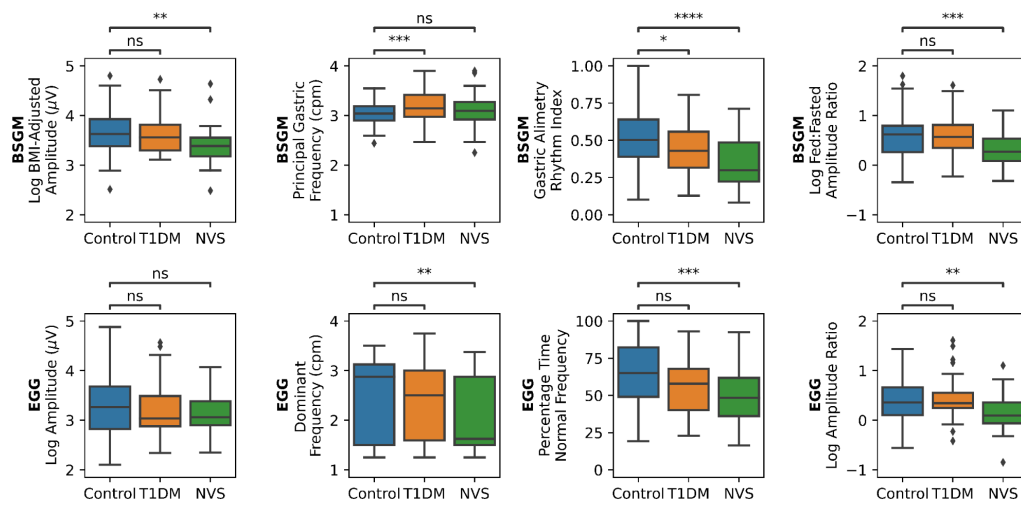 **
ns
BSGM
Log BMI-Adjusted
Amplitude (μV)
5
4
3
2
Control T1DM NVS
ns
***
BSGM
Principal Gastric
Frequency (cpm)
4
3
2
1
Control T1DM NVS
****
*
BSGM
Gastric Alimetry
Rhythm Index
1.00
0.75
0.50
0.25
0.00
Control T1DM NVS
***
ns
BSGM
Log Fed:Fasted
Amplitude Ratio
2
1
0
−1
Control T1DM NVS
ns
ns
EGG
Log Amplitude (μV)
5
4
3
2
Control T1DM NVS
**
ns
EGG
Dominant
Frequency (cpm)
4
3
2
1
Control T1DM NVS
***
ns
EGG
Percentage Time
Normal Frequency
100
75
50
25
0
Control T1DM NVS
**
ns
EGG
Log Amplitude Ratio
2
1
0
−1
Control T1DM NVS